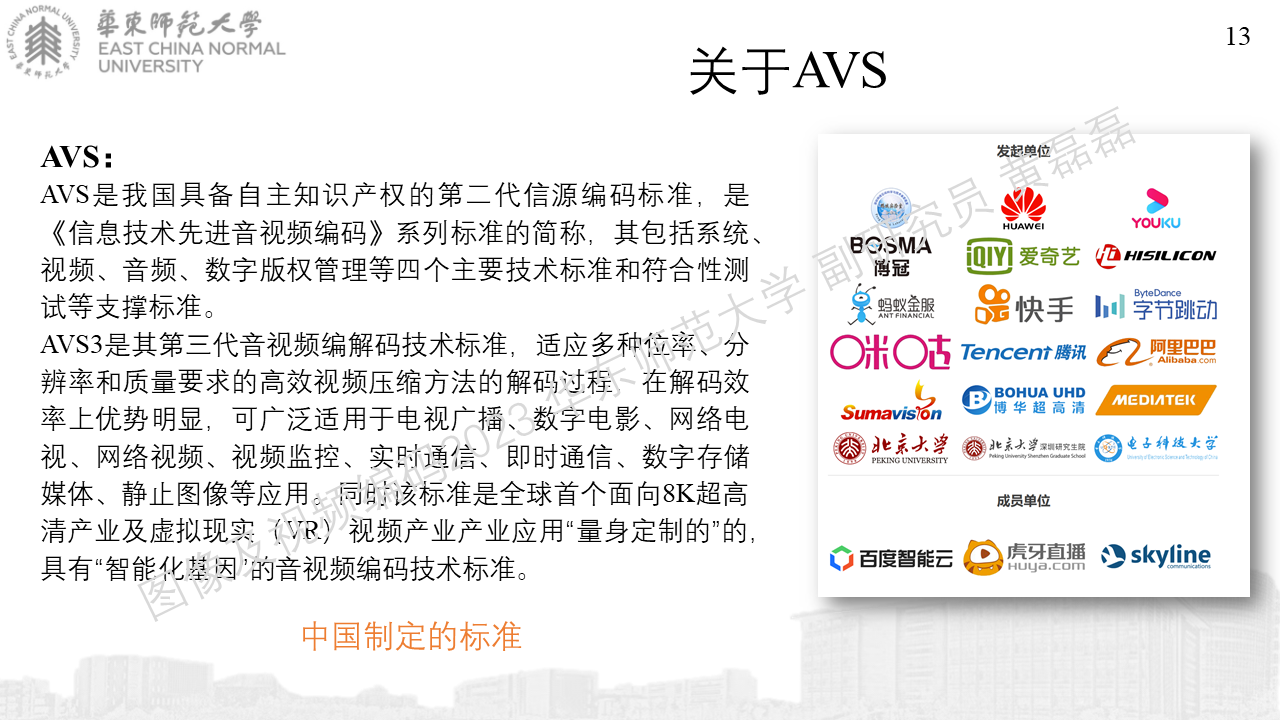 華東師範大學
EAST CHINA NORMAL
UNIVERSITY
EAST CHINA NORMAL UNIVERSITY
華東师范大学
13
关于AVS
AVS：
AVS是我国具备自主知识产权的第二代信源编码标准，是
《信息技术先进音视频编码》系列标准的简称，其包括系统、
视频、音频、数字版权管理等四个主要技术标准和符合性测
试等支撑标准。
AVS3是其第三代音视频编解码技术标准，适应多种位率、分
辨率和质量要求的高效视频压缩方法的解码过程，在解码效
率上优势明显，可广泛适用于电视广播、数字电影、网络电
视、网络视频、视频监控、实时通信、即时通信、数字存储
媒体、静止图像等应用。同时该标准是全球首个面向8K超高
清产业及虚拟现实（VR）视频产业产业应用“量身定制的”的，
具有“智能化基因”的音视频编码技术标准。
中国制定的标准
发起单位
HUAWEI
YOUKU
BOSMA
博冠
iQIYI 爱奇艺
HISILICON
蚂蚁金服
ANT FINANCIAL
快手
ByteDance
字节跳动
咪咕
Tencent 腾讯
阿里巴巴
Alibaba.com
Sumavision
BOHUA UHD
博华超高清
MEDIATEK
北京大学
PEKING UNIVERSITY
北京大学 深圳研究生院
Peking University Shenzhen Graduate School
电子科技大学
University of Electronic Science and Technology of China
成员单位
百度智能云
虎牙直播
HUYA.com
skyline
communications
图像及视频编码2023 华东师范大学 副研究员 黄磊磊